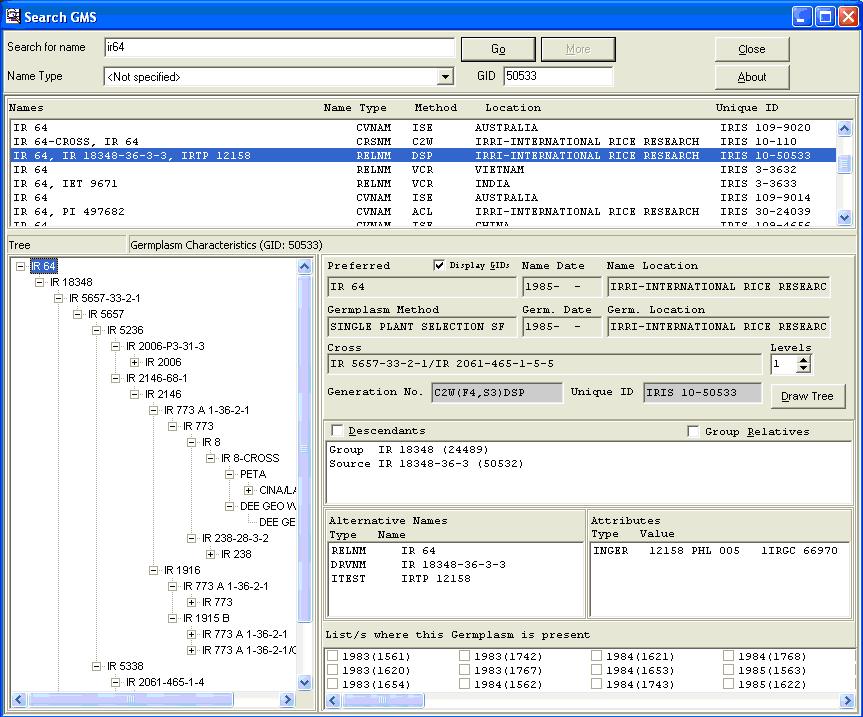 Search GMS
Search for name ir64 Go More Close
Name Type <Not specified> GID 50533 About
Names Name Type Method Location Unique ID
IR 64 CVNAM ISE AUSTRALIA IRIS 109-9020
IR 64-CROSS, IR 64 CRSNM C2W IRRI-INTERNATIONAL RICE RESEARCH IRIS 10-110
IR 64, IR 18348-36-3-3, IRTP 12158 RELNM DSP IRRI-INTERNATIONAL RICE RESEARCH IRIS 10-50533
IR 64 RELNM VCR VIETNAM IRIS 3-3632
IR 64, IET 9671 RELNM VCR INDIA IRIS 3-3633
IR 64 CVNAM ISE AUSTRALIA IRIS 109-9014
IR 64, PI 497682 CVNAM ACL IRRI-INTERNATIONAL RICE RESEARCH IRIS 30-24039
IR 64 CVNAM ISE CHINA IRIS 109-4656
Tree
IR 64
IR 18348
IR 5657-33-2-1
IR 5657
IR 5236
IR 2006-P3-31-3
IR 2006
IR 2146-68-1
IR 2146
IR 773 A 1-36-2-1
IR 773
IR 8
IR 8-CROSS
PETA
CINA/LA
DEE GEO W
DEE GE
IR 238-28-3-2
IR 238
IR 1916
IR 773 A 1-36-2-1
IR 773
IR 1915 B
IR 773 A 1-36-2-1
IR 773 A 1-36-2-1/C
IR 5338
IR 2061-465-1-4
Germplasm Characteristics (GID: 50533)
Preferred Display GIDs Name Date Name Location
IR 64 1985- - IRRI-INTERNATIONAL RICE RESEARC
Germplasm Method Germ. Date Germ. Location
SINGLE PLANT SELECTION SF 1985- - IRRI-INTERNATIONAL RICE RESEARC
Cross Levels
IR 5657-33-2-1/IR 2061-465-1-5-5 1
Generation No. C2W(F4,S3)DSP Unique ID IRIS 10-50533 Draw Tree
Descendants Group Relatives
Group IR 18348 (24489)
Source IR 18348-36-3 (50532)
Alternative Names
Type Name
RELNM IR 64
DRVNM IR 18348-36-3-3
ITEST IRTP 12158
Attributes
Type Value
INGER 12158 PHL 005 1IRGC 66970
List/s where this Germplasm is present
1983(1561) 1983(1742) 1984(1621) 1984(1768)
1983(1620) 1983(1767) 1984(1653) 1985(1563)
1983(1654) 1984(1562) 1984(1743) 1985(1622)